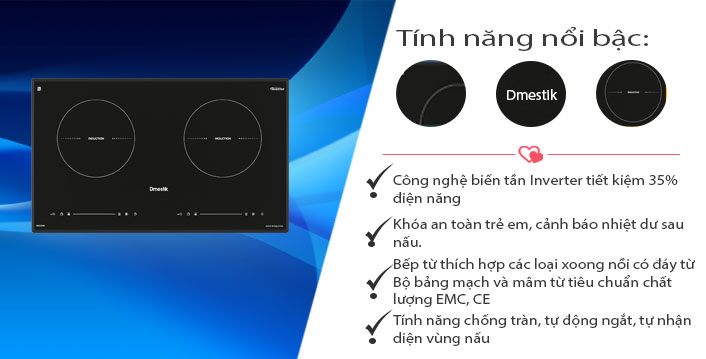 Tính năng nổi bậc:
INDUCTION
INDUCTION
Dmestik
Dmestik
Công nghệ biến tần Inverter tiết kiệm 35%
điện năng
Khóa an toàn trẻ em, cảnh báo nhiệt dư sau
nấu.
Bếp từ thích hợp các loại xoong nồi có đáy từ
Bộ bảng mạch và mâm từ tiêu chuẩn chất
lượng EMC, CE
Tính năng chống tràn, tự động ngắt, tự nhận
diện vùng nấu